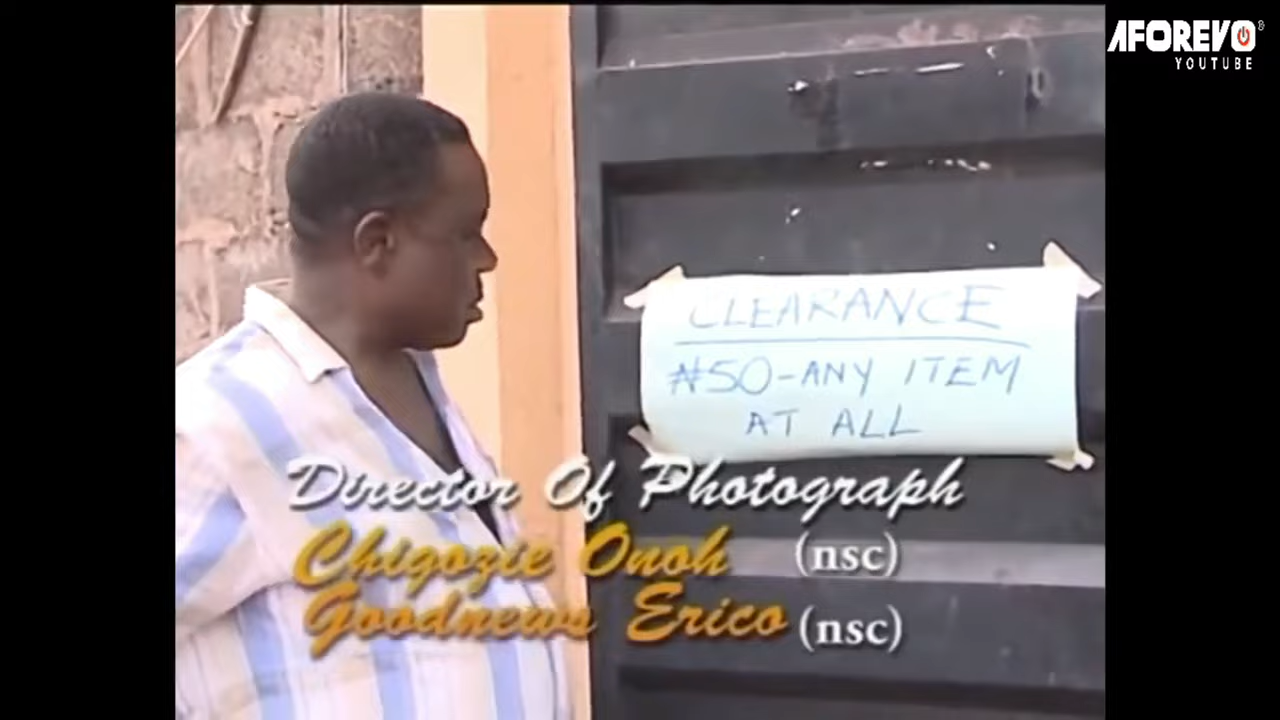 AFOREVO
YOUTUBE
CLEARANCE
₦50-ANY ITEM
AT ALL
Director Of Photograph
Chigozie Onoh (nsc)
Goodnews Erico (nsc)